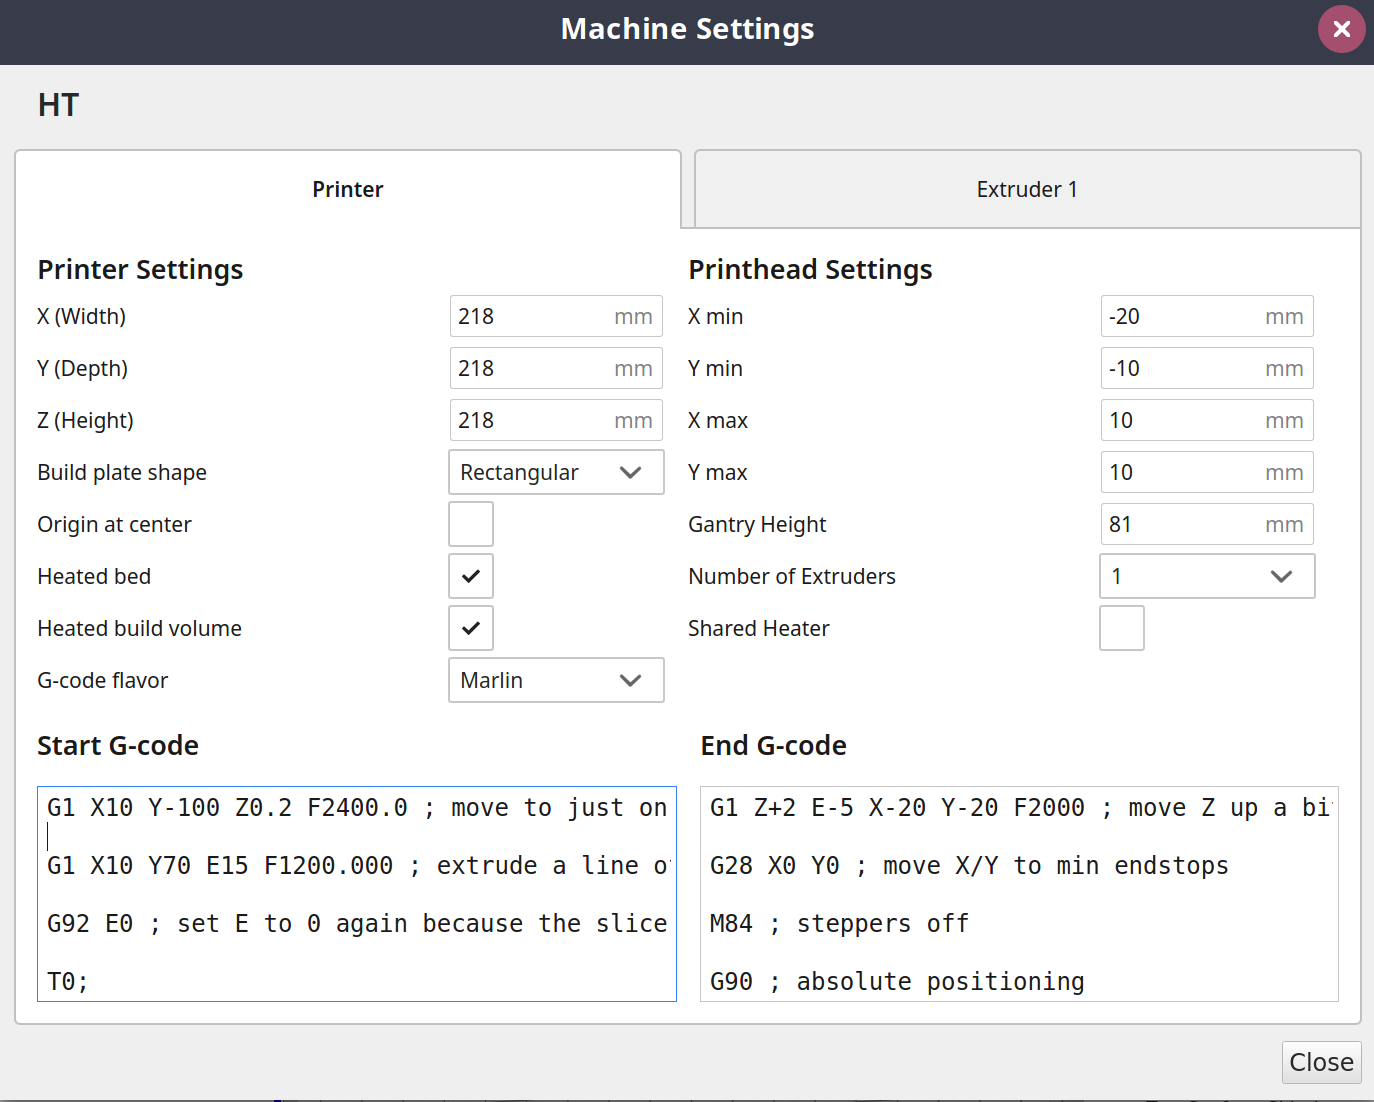 Machine Settings
HT
Printer
Extruder 1
Printer Settings
X (Width) 218 mm
Y (Depth) 218 mm
Z (Height) 218 mm
Build plate shape Rectangular
Origin at center
Heated bed
Heated build volume
G-code flavor Marlin
Printhead Settings
X min -20 mm
Y min -10 mm
X max 10 mm
Y max 10 mm
Gantry Height 81 mm
Number of Extruders 1
Shared Heater
Start G-code
G1 X10 Y-100 Z0.2 F2400.0 ; move to just on
G1 X10 Y70 E15 F1200.000 ; extrude a line o
G92 E0 ; set E to 0 again because the slice
T0;
End G-code
G1 Z+2 E-5 X-20 Y-20 F2000 ; move Z up a bi
G28 X0 Y0 ; move X/Y to min endstops
M84 ; steppers off
G90 ; absolute positioning
Close